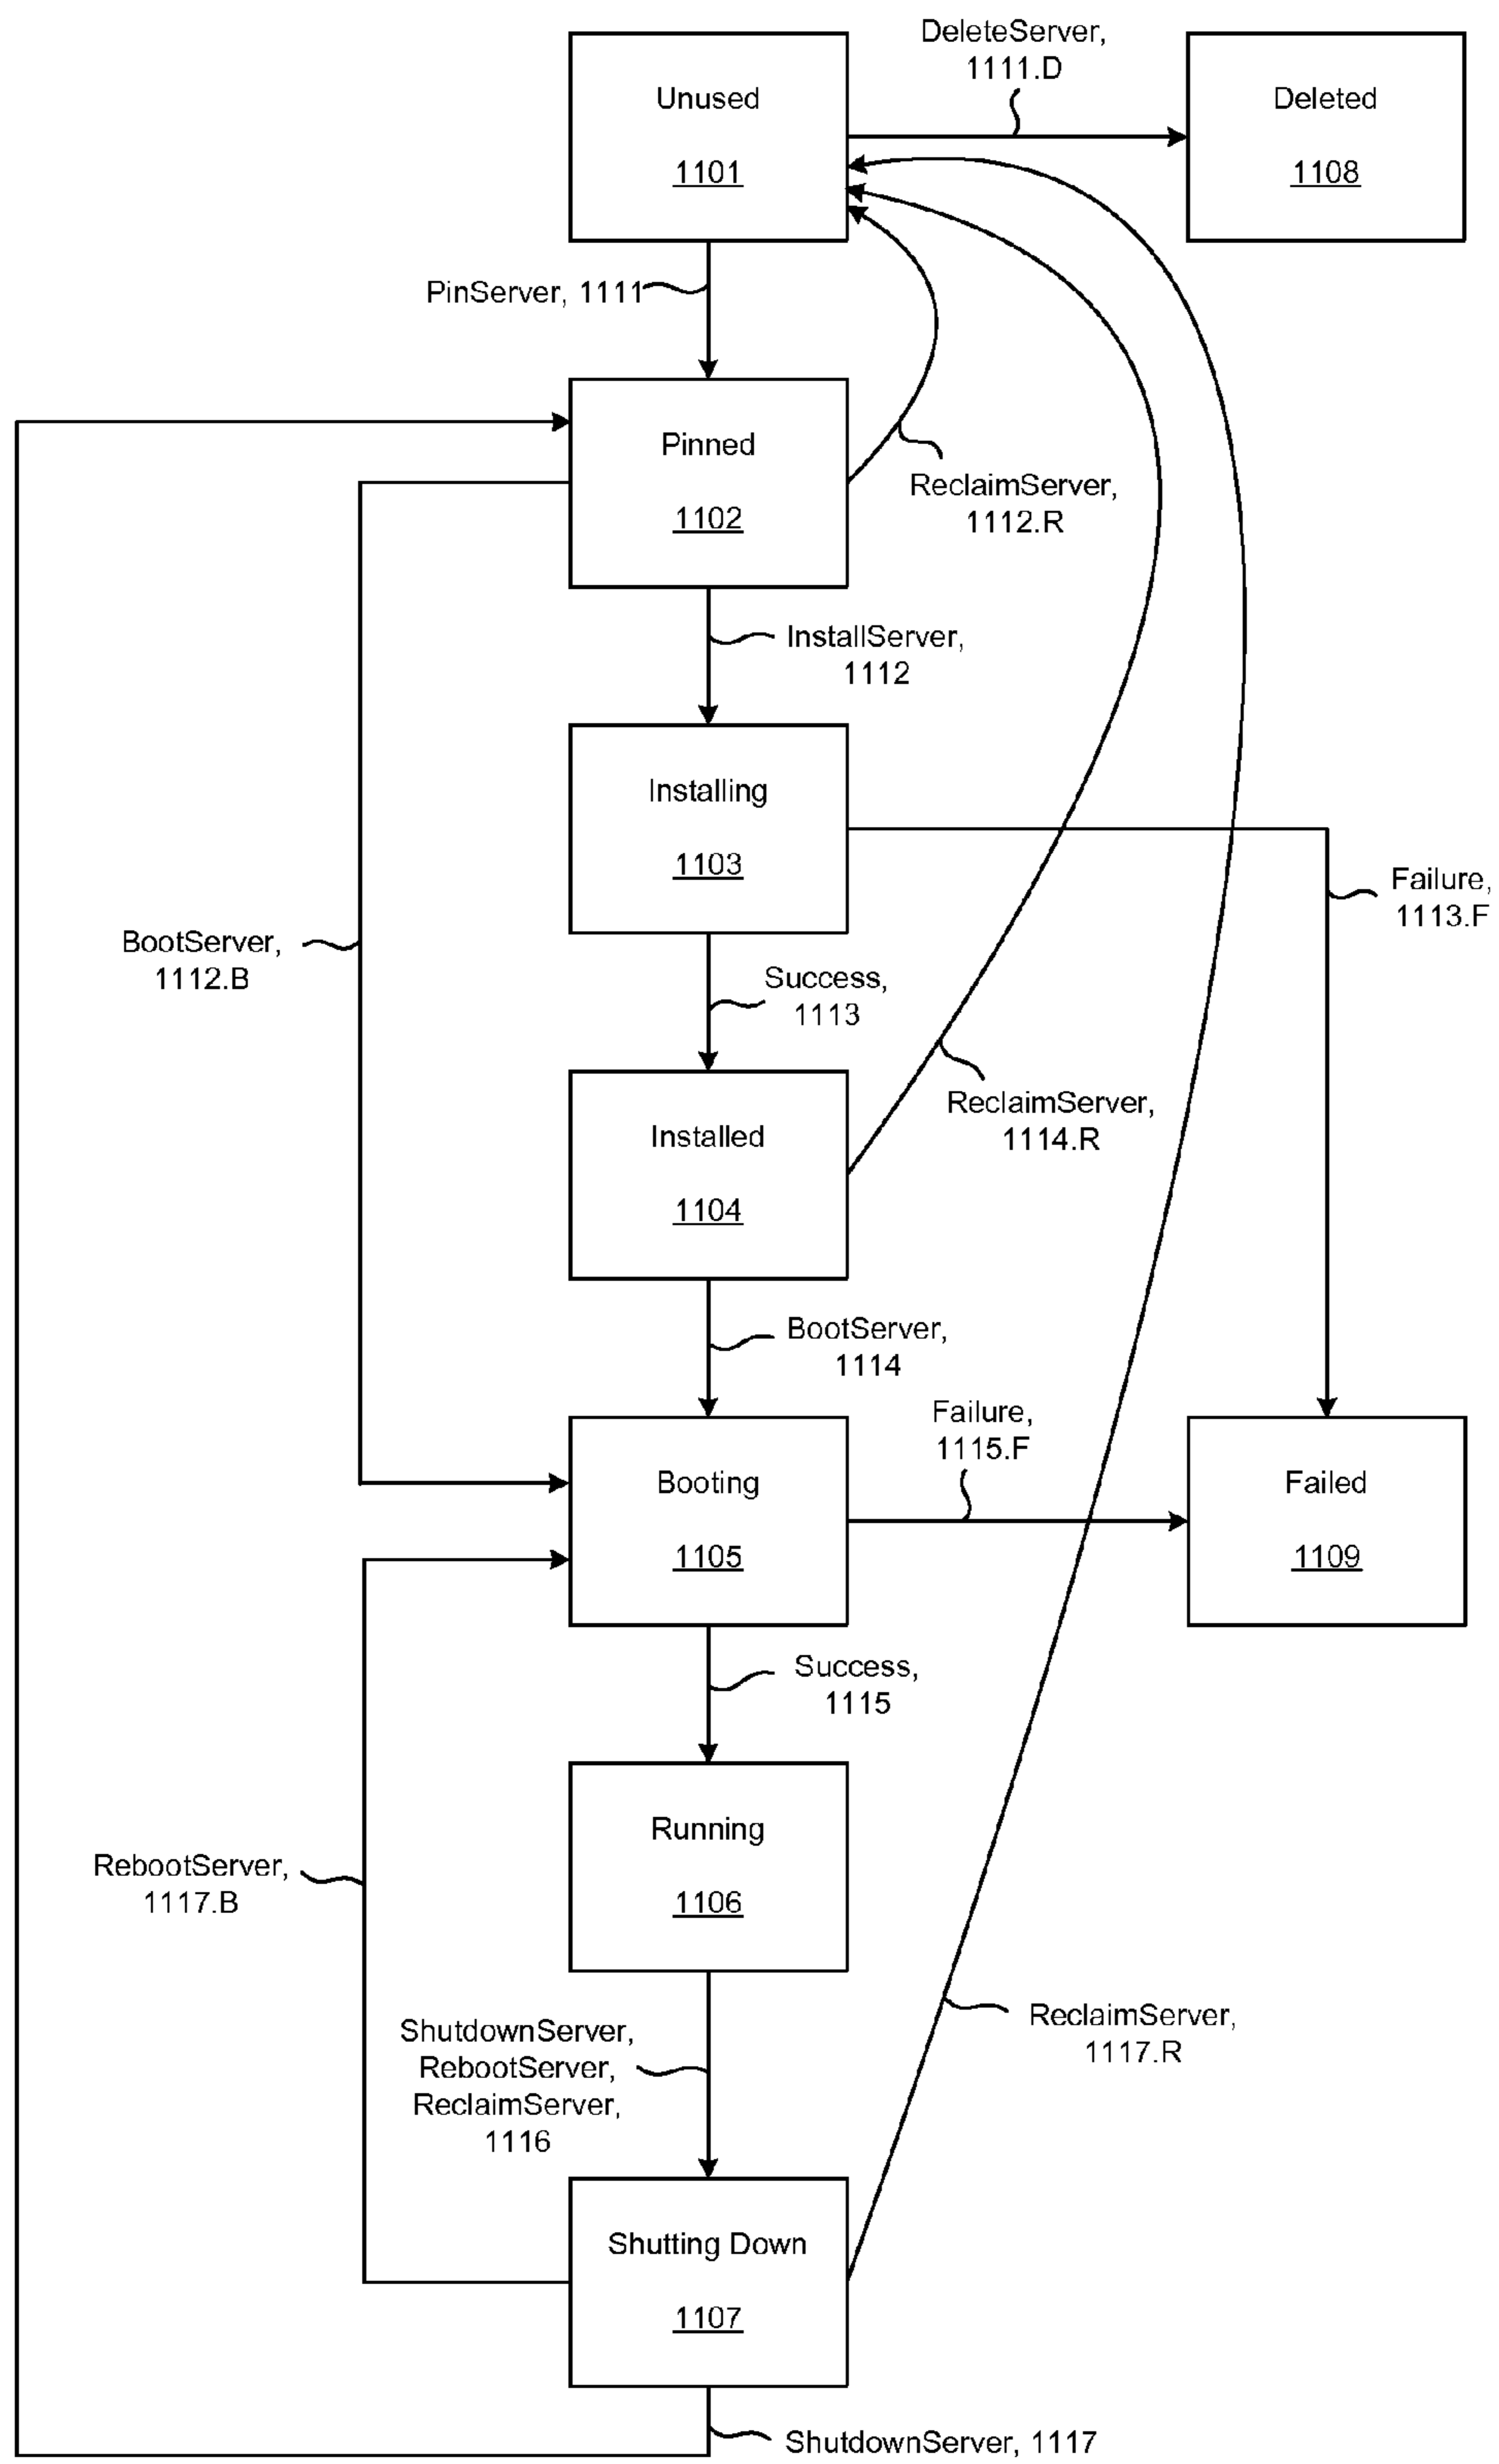 DeleteServer,
1111.D
Unused
1101
Deleted
1108
PinServer, 1111
Pinned
1102
ReclaimServer,
1112.R
InstallServer,
1112
Installing
1103
Failure,
1113.F
BootServer,
1112.B
Success,
1113
Installed
1104
ReclaimServer,
1114.R
BootServer,
1114
Failure,
1115.F
Booting
1105
Failed
1109
Success,
1115
Running
1106
RebootServer,
1117.B
ShutdownServer,
RebootServer,
ReclaimServer,
1116
ReclaimServer,
1117.R
Shutting Down
1107
ShutdownServer, 1117